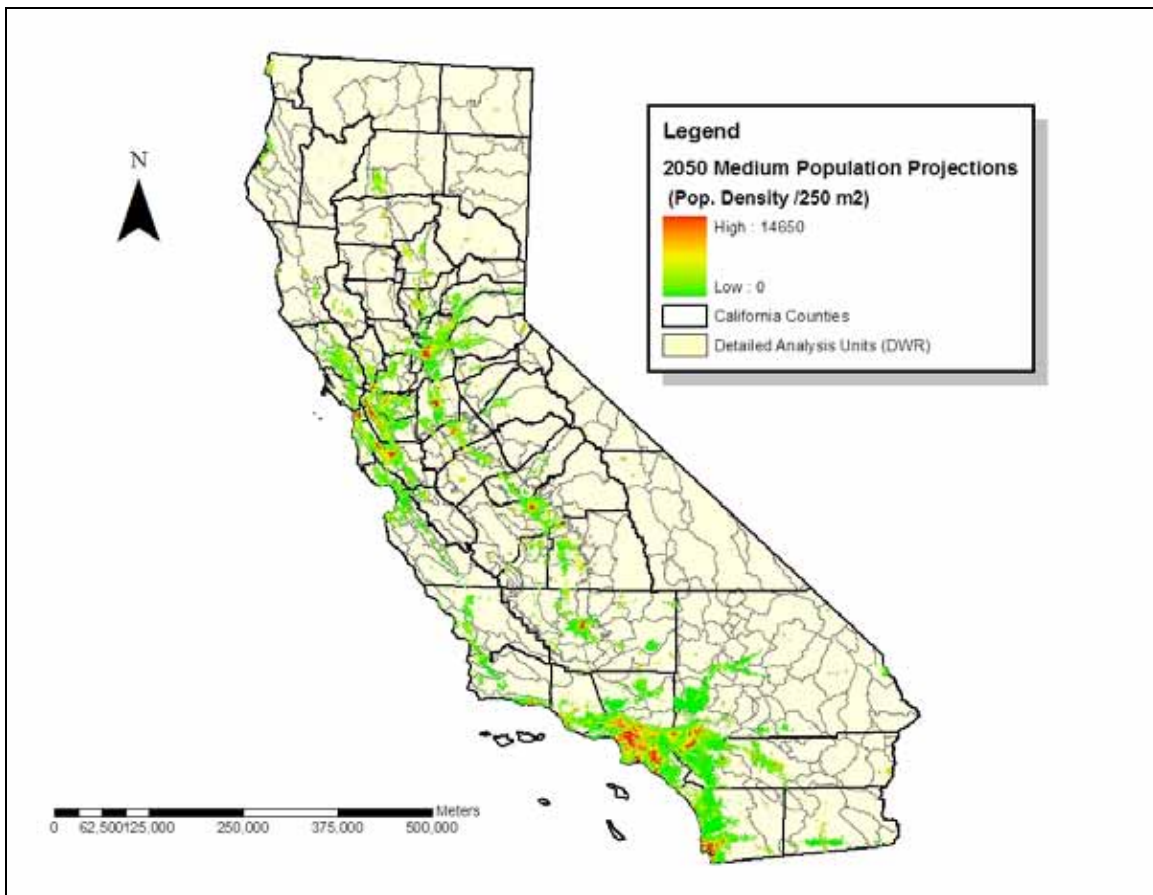 N
Legend
2050 Medium Population Projections
(Pop. Density /250 m2)
High : 14650
Low : 0
California Counties
Detailed Analysis Units (DWR)
Meters
0 62,500125,000 250,000 375,000 500,000